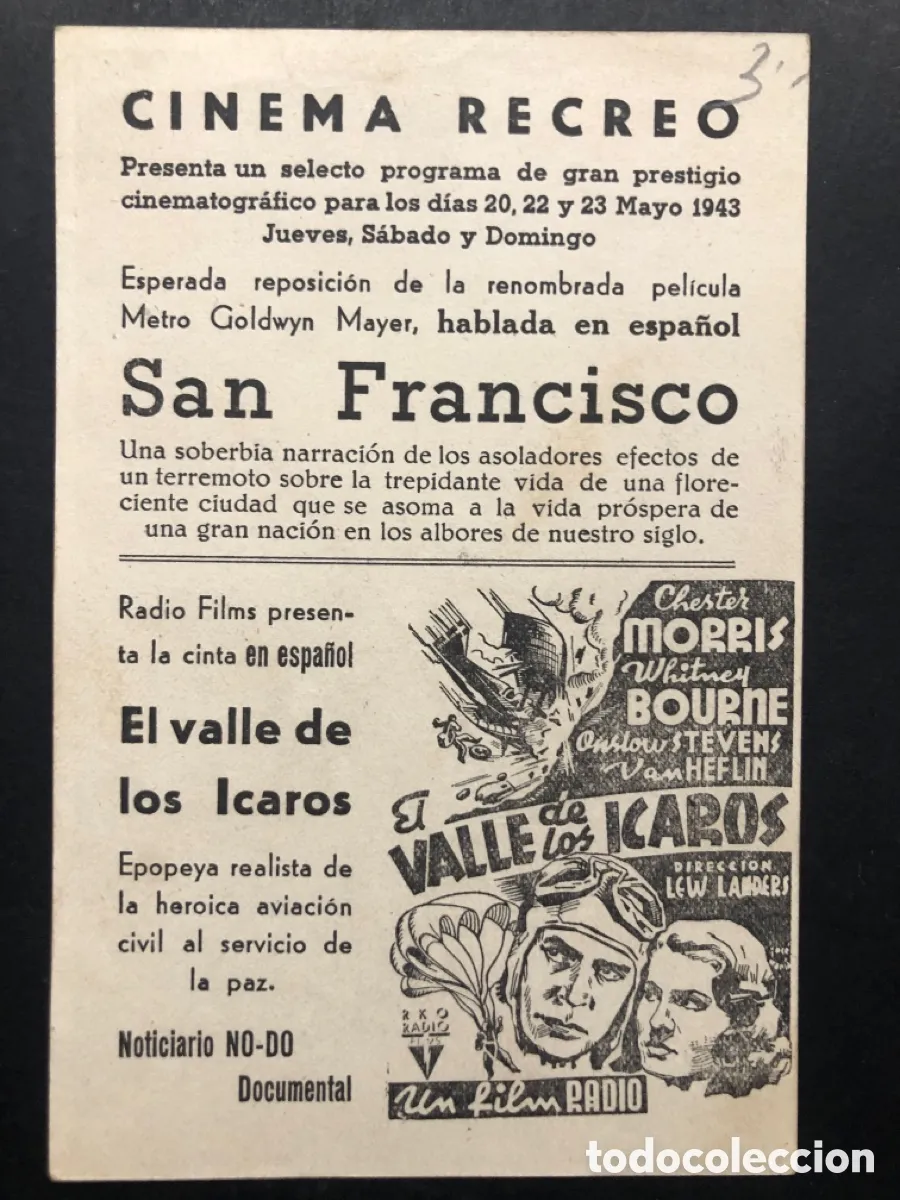 3
CINEMA RECREO
Presenta un selecto programa de gran prestigio
cinematográfico para los días 20, 22 y 23 Mayo 1943
Jueves, Sábado y Domingo
Esperada reposición de la renombrada película
Metro Goldwyn Mayer, hablada en español
San Francisco
Una soberbia narración de los asoladores efectos de
un terremoto sobre la trepidante vida de una flore-
ciente ciudad que se asoma a la vida próspera de
una gran nación en los albores de nuestro siglo.
Radio Films presen-
ta la cinta en español
El valle de
los Icaros
Epopeya realista de
la heroica aviación
civil al servicio de
la paz.
Noticiario NO-DO
Documental
Chester
MORRIS
Whitney
BOURNE
Onslow STEVENS
Van HEFLIN
El VALLE de los ICAROS
DIRECCION
LEW LANDERS
RKO
RADIO
Un film RADIO
todocoleccion